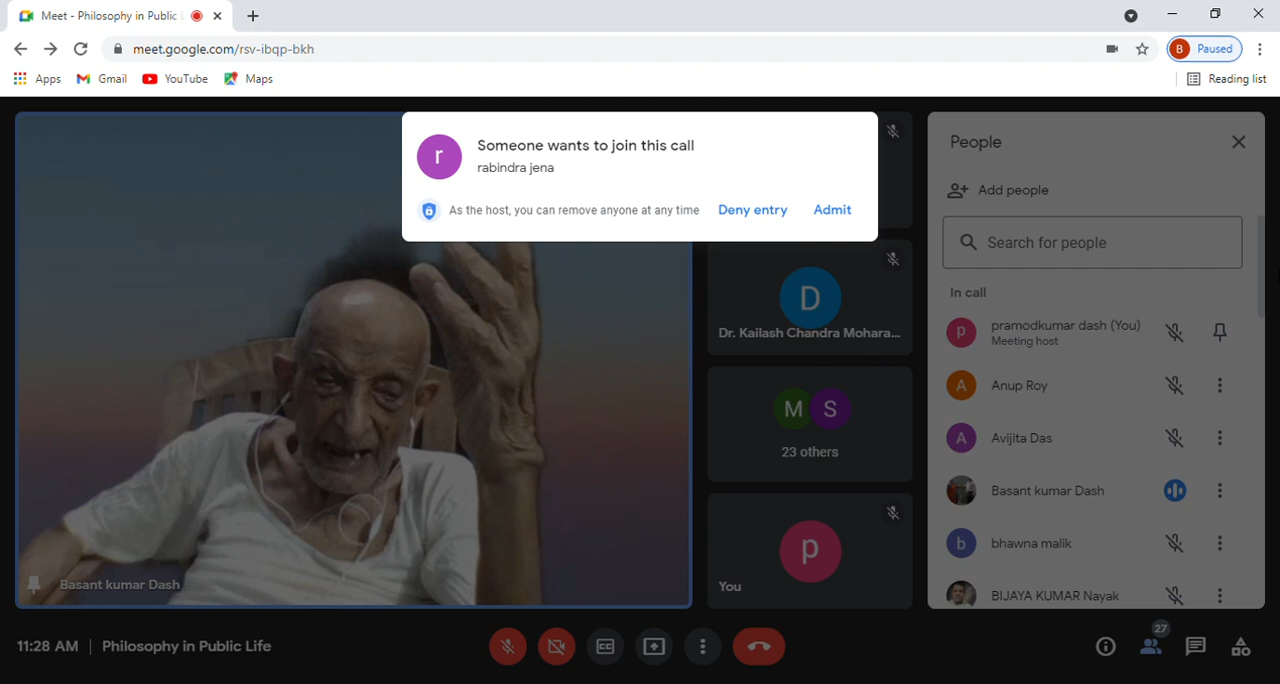 Meet - Philosophy in Public
meet.google.com/rsv-ibqp-bkh
B Paused
Apps Gmail YouTube Maps Reading list
r
Someone wants to join this call
rabindra jena
As the host, you can remove anyone at any time Deny entry Admit
Basant kumar Dash
D
Dr. Kailash Chandra Mohara...
M S
23 others
p
You
People
Add people
Search for people
In call
p pramodkumar dash (You)
Meeting host
A Anup Roy
A Avijita Das
Basant kumar Dash
b bhawna malik
BIJAYA KUMAR Nayak
11:28 AM | Philosophy in Public Life
CC
27